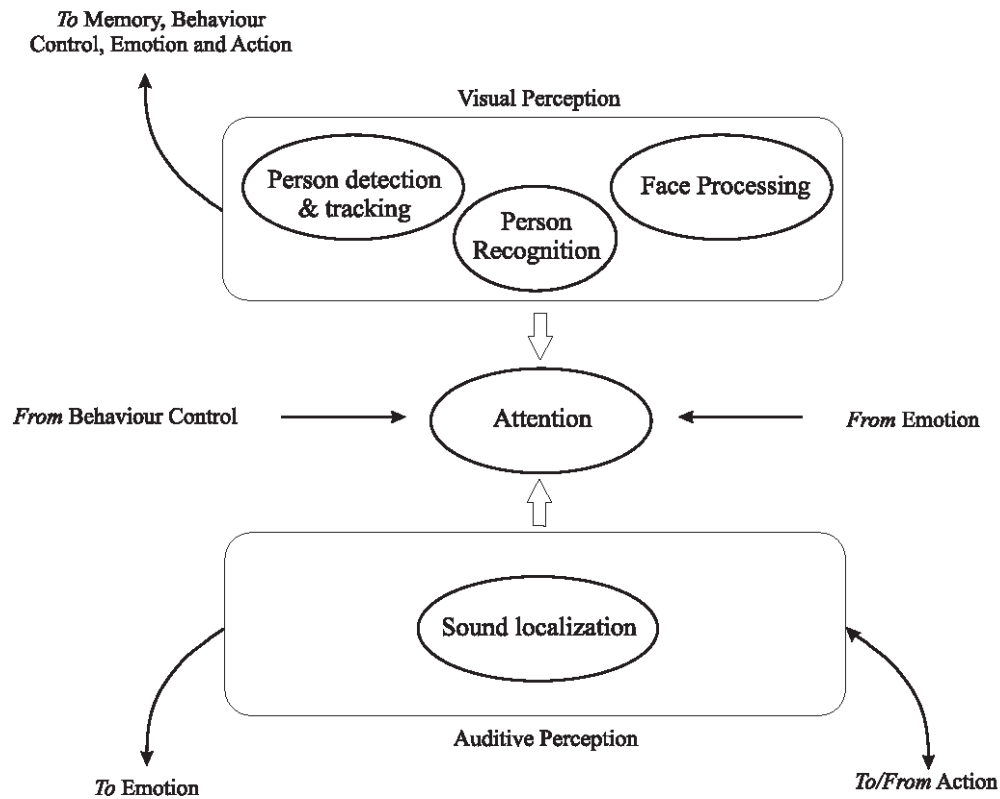 To Memory, Behaviour
Control, Emotion and Action
Visual Perception
Person detection
& tracking
Person
Recognition
Face Processing
From Behaviour Control
Attention
From Emotion
Sound localization
Auditive Perception
To Emotion
To/From Action